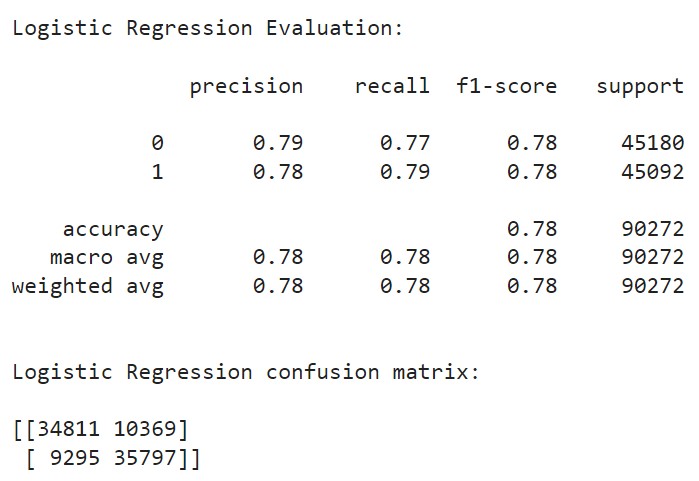 Logistic Regression Evaluation:
precision recall f1-score support
0 0.79 0.77 0.78 45180
1 0.78 0.79 0.78 45092
accuracy 0.78 90272
macro avg 0.78 0.78 0.78 90272
weighted avg 0.78 0.78 0.78 90272
Logistic Regression confusion matrix:
[[34811 10369]
[ 9295 35797]]